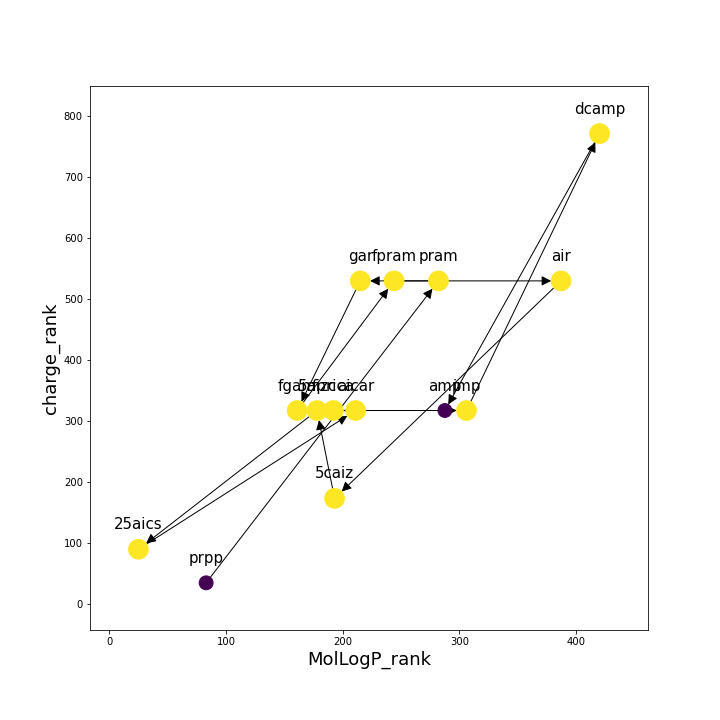 800
700
600
500
400
300
200
100
0
charge_rank
dcamp
gar fpram pram air
fgam
amp imp
5caiz
25aics
prpp
0 100 200 300 400
MolLogP_rank